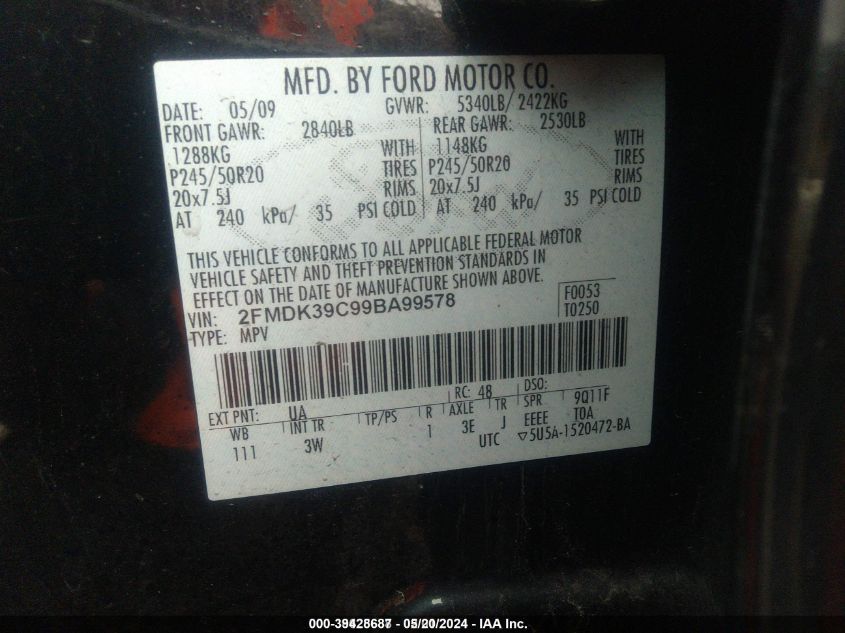 MFD. BY FORD MOTOR CO.
DATE: 05/09 GVWR: 5340LB/ 2422KG
FRONT GAWR: 2840LB REAR GAWR: 2530LB
1288KG WITH 1148KG WITH
P245/50R20 TIRES P245/50R20 TIRES
20x7.5J RIMS 20x7.5J RIMS
AT 240 kPa/ 35 PSI COLD AT 240 kPa/ 35 PSI COLD
THIS VEHICLE CONFORMS TO ALL APPLICABLE FEDERAL MOTOR
VEHICLE SAFETY AND THEFT PREVENTION STANDARDS IN
EFFECT ON THE DATE OF MANUFACTURE SHOWN ABOVE.
VIN: 2FMDK39C99BA99578 F0053
TYPE: MPV T0250
EXT PNT: UA RC: 48 DSO:
WB INT TR TP/PS R AXLE TR SPR 9Q11F
111 3W 1 3E J EEEE TOA
UTC ▽5U5A-1520472-BA
2024 - IAA Inc.